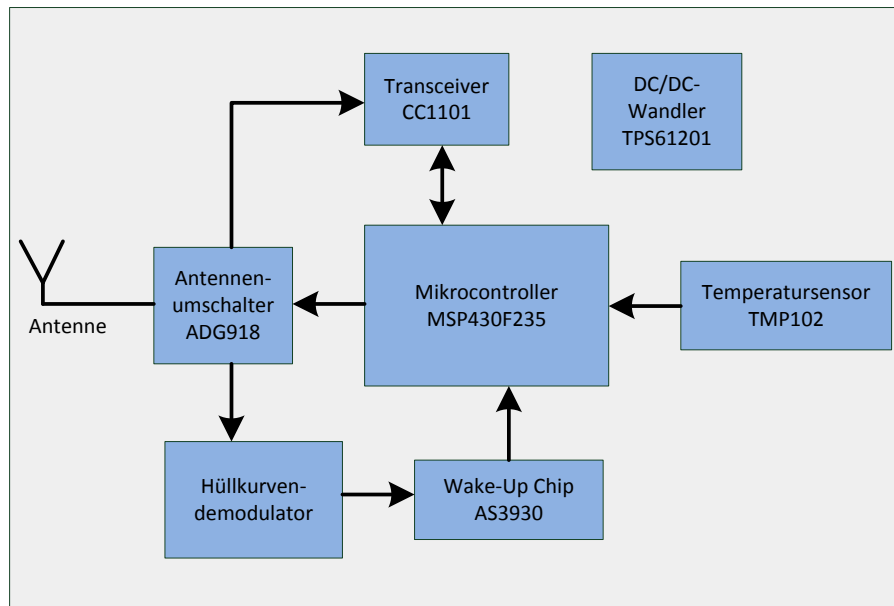 Transceiver
CC1101
DC/DC-
Wandler
TPS61201
Antennen-
umschalter
ADG918
Mikrocontroller
MSP430F235
Temperatursensor
TMP102
Antenne
Hüllkurven-
demodulator
Wake-Up Chip
AS3930